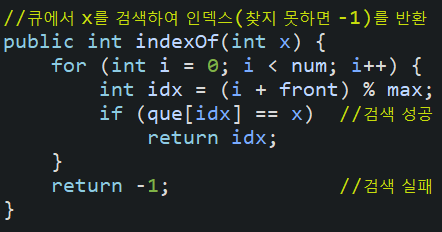 //큐에서 x를 검색하여 인덱스(찾지 못하면 -1)를 반환
public int indexOf(int x) {
    for (int i = 0; i < num; i++) {
        int idx = (i + front) % max;
        if (que[idx] == x)  //검색 성공
            return idx;
    }
    return -1;              //검색 실패
}